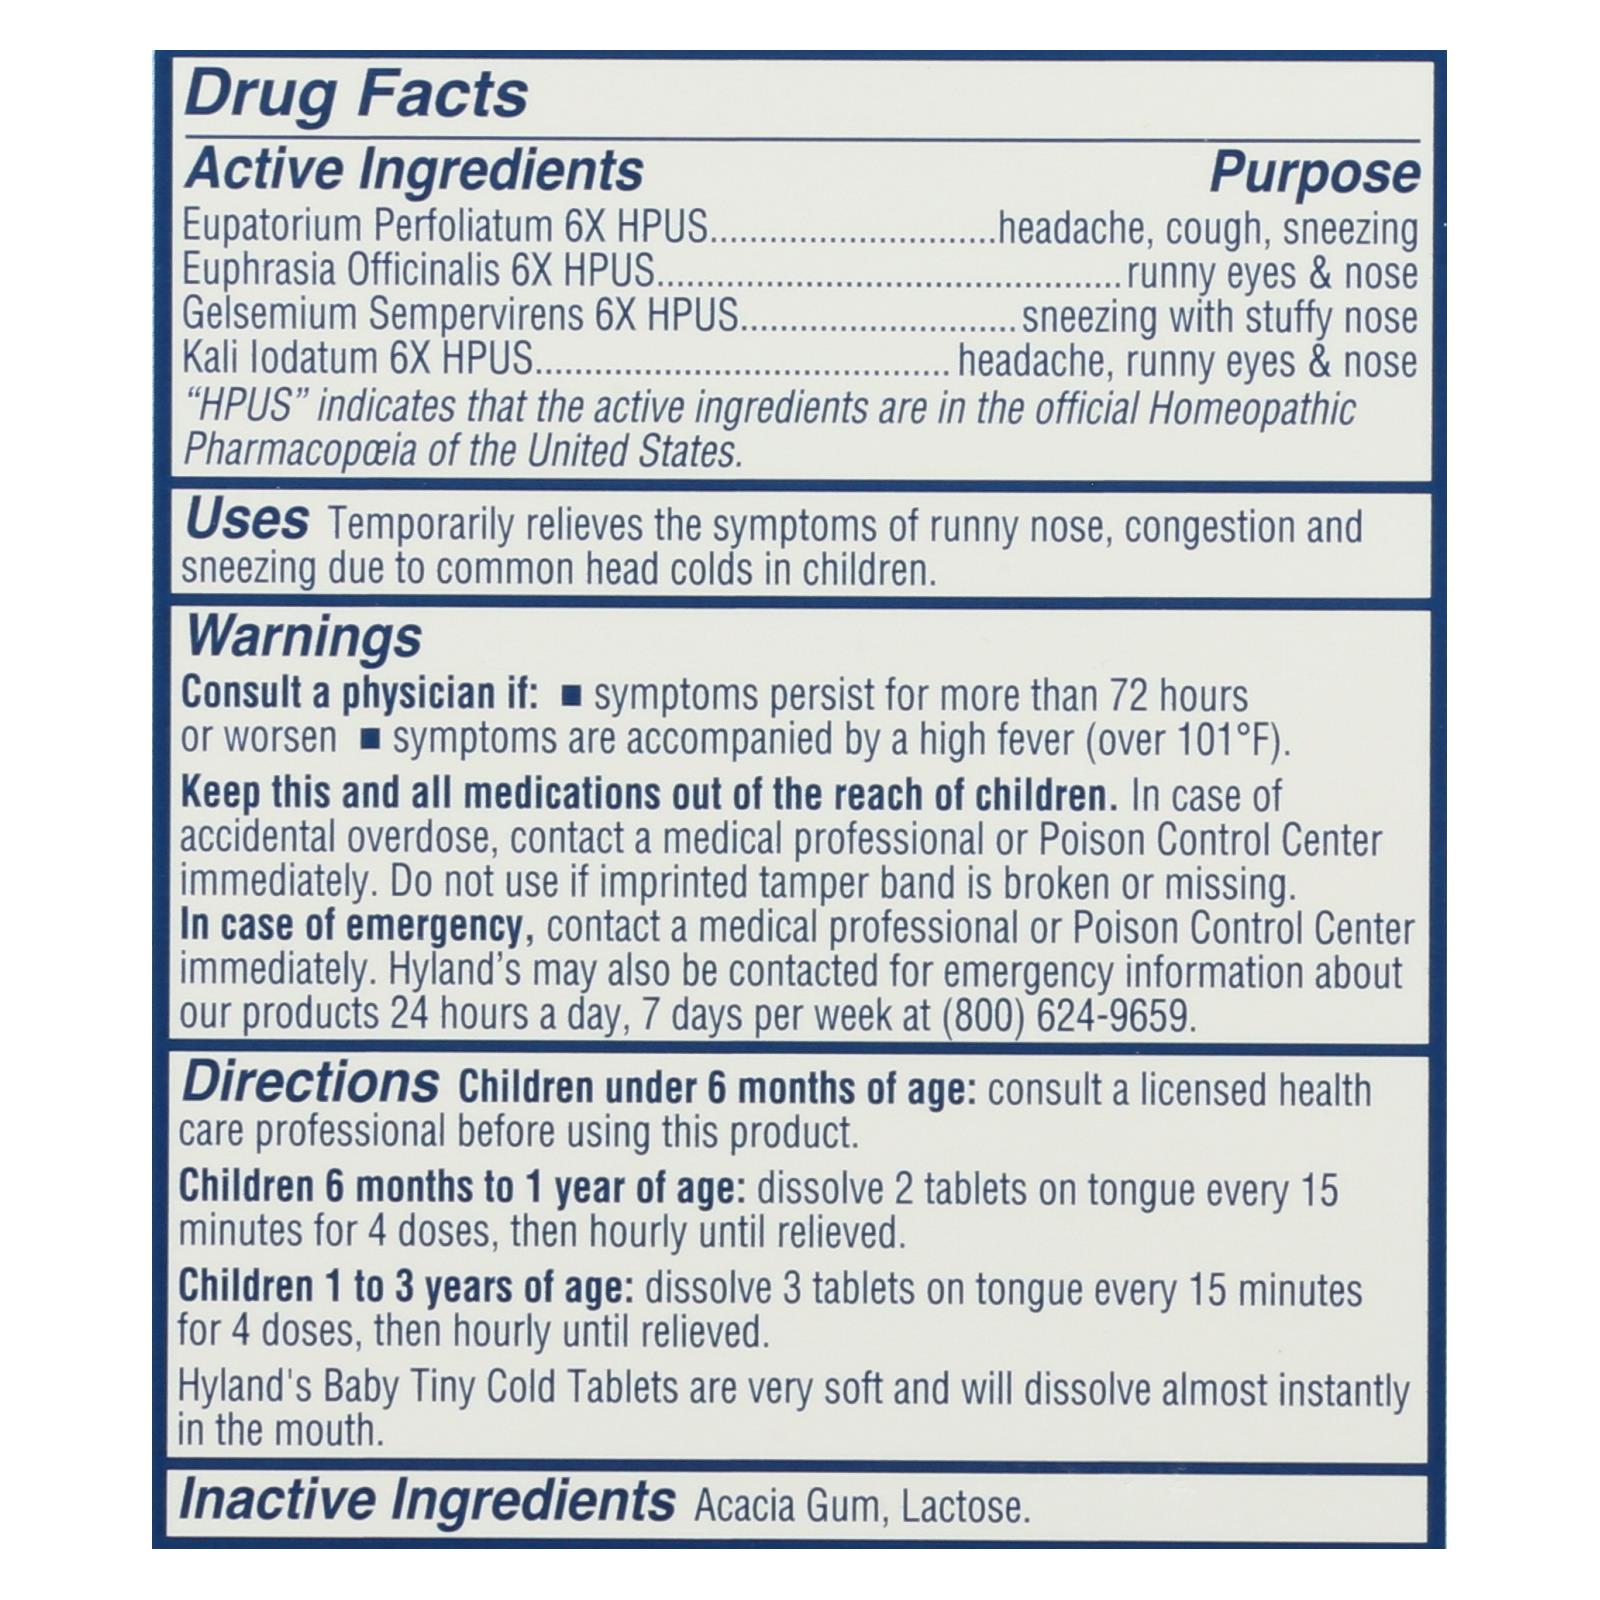 Drug Facts
Active Ingredients Purpose
Eupatorium Perfoliatum 6X HPUS............................headache, cough, sneezing
Euphrasia Officinalis 6X HPUS..............................................runny eyes & nose
Gelsemium Sempervirens 6X HPUS...........................sneezing with stuffy nose
Kali Iodatum 6X HPUS.........................................headache, runny eyes & nose
“HPUS” indicates that the active ingredients are in the official Homeopathic
Pharmacopœia of the United States.
Uses Temporarily relieves the symptoms of runny nose, congestion and
sneezing due to common head colds in children.
Warnings
Consult a physician if: ■ symptoms persist for more than 72 hours
or worsen ■ symptoms are accompanied by a high fever (over 101°F).
Keep this and all medications out of the reach of children. In case of
accidental overdose, contact a medical professional or Poison Control Center
immediately. Do not use if imprinted tamper band is broken or missing.
In case of emergency, contact a medical professional or Poison Control Center
immediately. Hyland’s may also be contacted for emergency information about
our products 24 hours a day, 7 days per week at (800) 624-9659.
Directions Children under 6 months of age: consult a licensed health
care professional before using this product.
Children 6 months to 1 year of age: dissolve 2 tablets on tongue every 15
minutes for 4 doses, then hourly until relieved.
Children 1 to 3 years of age: dissolve 3 tablets on tongue every 15 minutes
for 4 doses, then hourly until relieved.
Hyland's Baby Tiny Cold Tablets are very soft and will dissolve almost instantly
in the mouth.
Inactive Ingredients Acacia Gum, Lactose.